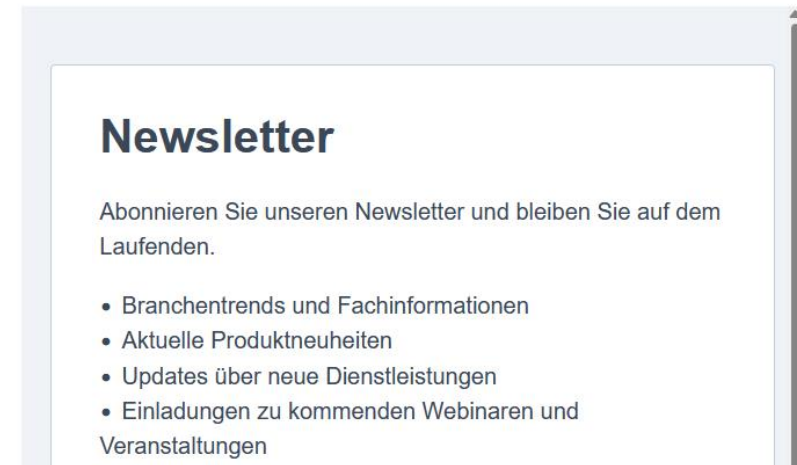 Newsletter
Abonnieren Sie unseren Newsletter und bleiben Sie auf dem
Laufenden.
• Branchentrends und Fachinformationen
• Aktuelle Produktneuheiten
• Updates über neue Dienstleistungen
• Einladungen zu kommenden Webinaren und
Veranstaltungen